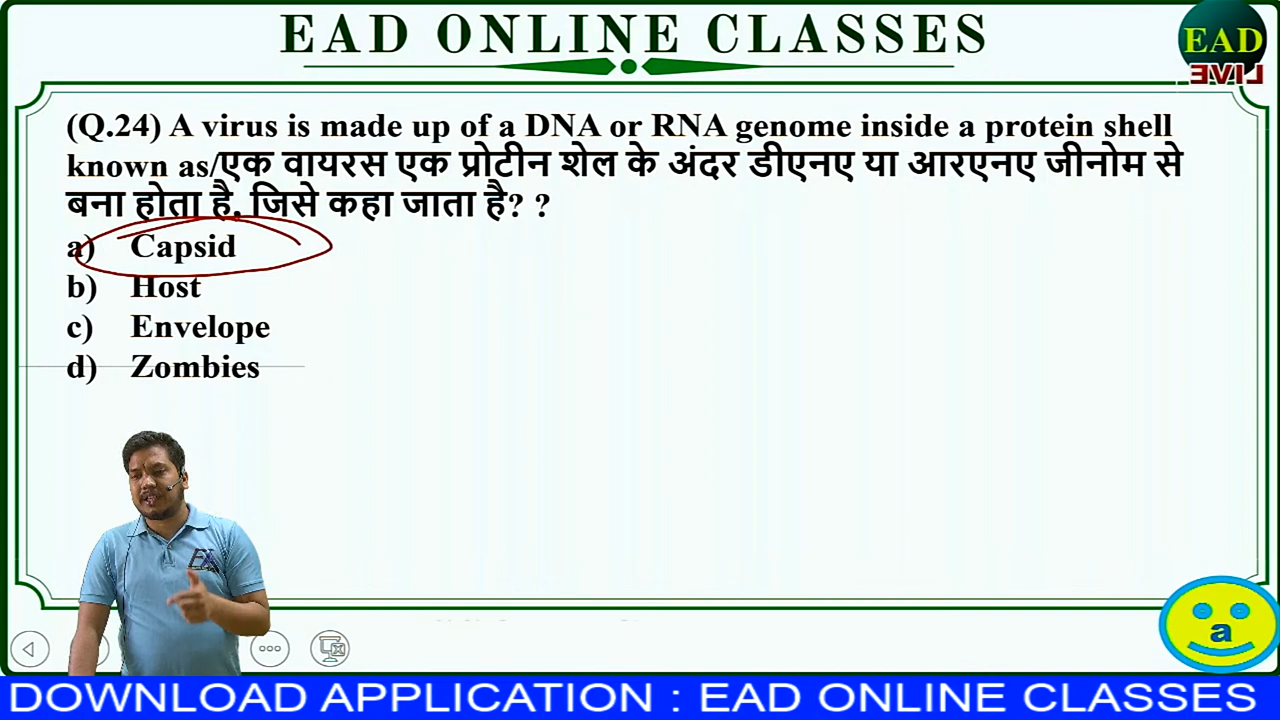 EAD ONLINE CLASSES
EAD
LIVE
(Q.24) A virus is made up of a DNA or RNA genome inside a protein shell
known as/एक वायरस एक प्रोटीन शेल के अंदर डीएनए या आरएनए जीनोम से
बना होता है, जिसे कहा जाता है? ?
a) Capsid
b) Host
c) Envelope
d) Zombies
a
DOWNLOAD APPLICATION : EAD ONLINE CLASSES